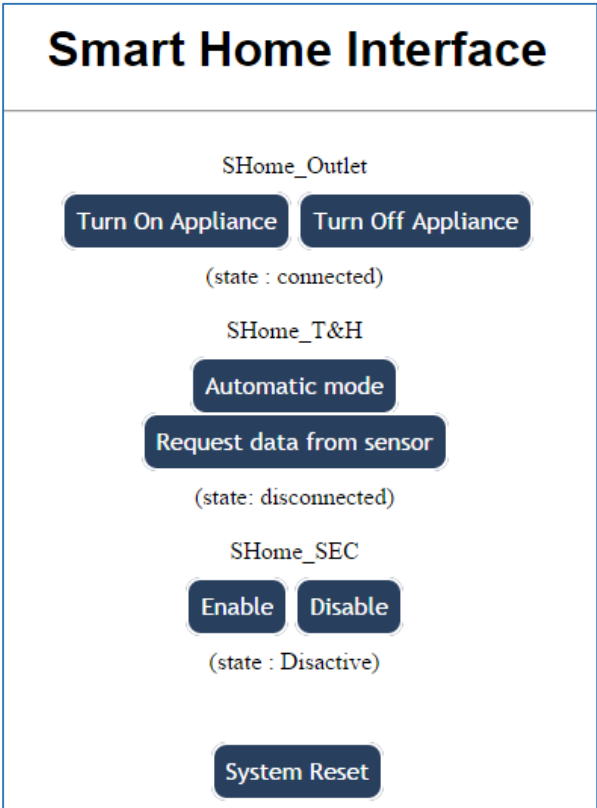 Smart Home Interface
SHome_Outlet
Turn On Appliance Turn Off Appliance
(state : connected)
SHome_T&H
Automatic mode
Request data from sensor
(state: disconnected)
SHome_SEC
Enable Disable
(state : Disactive)
System Reset